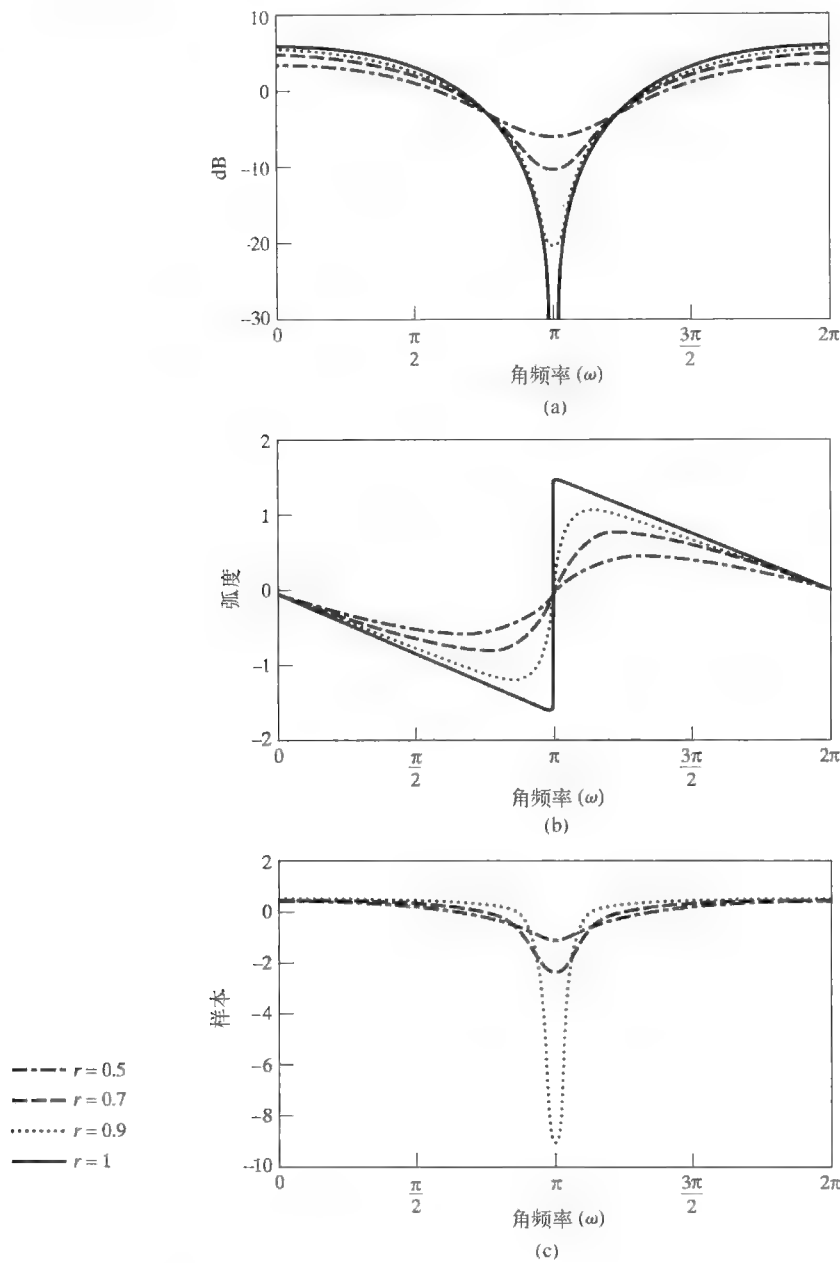 10
0
dB
-10
-20
-30
0
π/2
π
3π/2
2π
角频率 (ω)
(a)
2
1
弧度
0
-1
-2
0
π/2
π
3π/2
2π
角频率 (ω)
(b)
2
0
-2
样本
-4
-6
-8
-10
0
π/2
π
3π/2
2π
角频率 (ω)
(c)
r = 0.5
r = 0.7
r = 0.9
r = 1